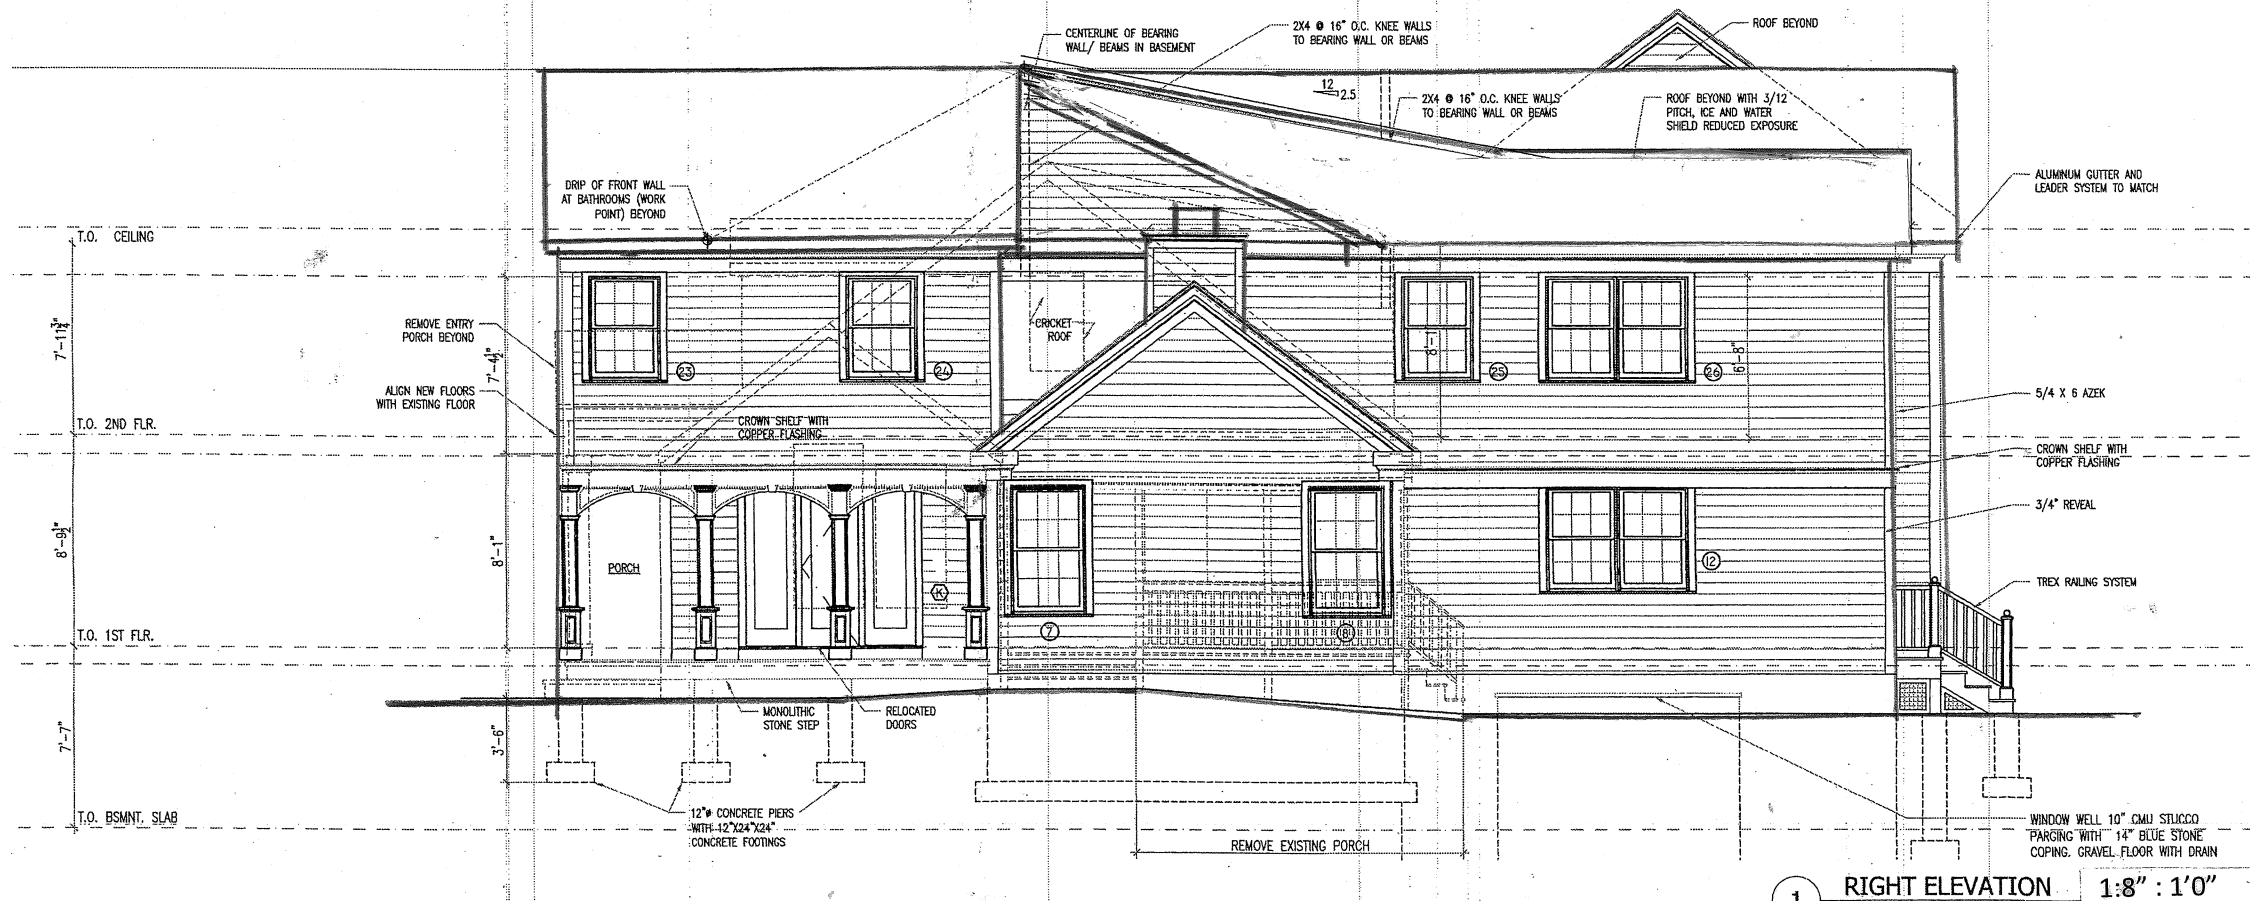 CENTERLINE OF BEARING
WALL/ BEAMS IN BASEMENT
2X4 @ 16" O.C. KNEE WALLS
TO BEARING WALL OR BEAMS
ROOF BEYOND
12
2.5
2X4 @ 16" O.C. KNEE WALLS
TO BEARING WALL OR BEAMS
ROOF BEYOND WITH 3/12
PITCH, ICE AND WATER
SHIELD REDUCED EXPOSURE
ALUMINUM GUTTER AND
LEADER SYSTEM TO MATCH
DRIP OF FRONT WALL
AT BATHROOMS (WORK
POINT) BEYOND
T.O. CEILING
7'-11¾"
7'-4½"
REMOVE ENTRY
PORCH BEYOND
CRICKET
ROOF
8'-1
6'-8"
23
24
25
26
ALIGN NEW FLOORS
WITH EXISTING FLOOR
5/4 X 6 AZEK
T.O. 2ND FLR.
CROWN SHELF WITH
COPPER FLASHING
CROWN SHELF WITH
COPPER FLASHING
3/4" REVEAL
8'-9½"
8'-1"
PORCH
K
12
TREX RAILING SYSTEM
7
8
T.O. 1ST FLR.
MONOLITHIC
STONE STEP
RELOCATED
DOORS
7'-7"
3'-6"
T.O. BSMNT. SLAB
12"ø CONCRETE PIERS
WITH 12"X24"X24"
CONCRETE FOOTINGS
REMOVE EXISTING PORCH
WINDOW WELL 10" CMU STUCCO
PARGING WITH 14" BLUE STONE
COPING. GRAVEL FLOOR WITH DRAIN
1
RIGHT ELEVATION
1:8" : 1'0"